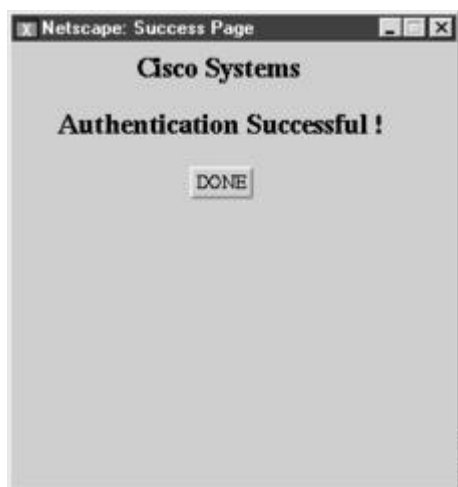 Netscape: Success Page
Cisco Systems
Authentication Successful !
DONE